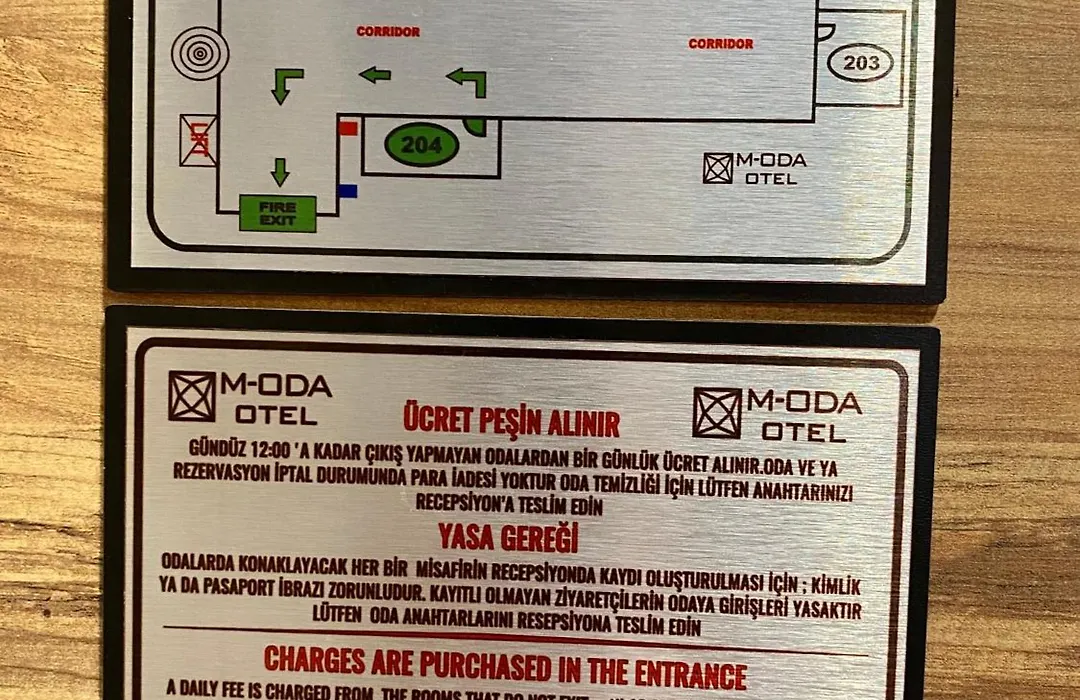 CORRIDOR
CORRIDOR
203
LIFT
204
M-ODA
OTEL
FIRE
EXIT
M-ODA
OTEL
M-ODA
OTEL
ÜCRET PEŞİN ALINIR
GÜNDÜZ 12:00 'A KADAR ÇIKIŞ YAPMAYAN ODALARDAN BİR GÜNLÜK ÜCRET ALINIR.ODA VE YA
REZERVASYON İPTAL DURUMUNDA PARA İADESİ YOKTUR ODA TEMİZLİĞİ İÇİN LÜTFEN ANAHTARINIZI
RECEPSİYON'A TESLİM EDİN
YASA GEREĞİ
ODALARDA KONAKLAYACAK HER BİR MİSAFİRİN RECEPSİYONDA KAYDI OLUŞTURULMASI İÇİN ; KİMLİK
YA DA PASAPORT İBRAZI ZORUNLUDUR. KAYITLI OLMAYAN ZİYARETÇİLERİN ODAYA GİRİŞLERİ YASAKTIR
LÜTFEN ODA ANAHTARLARINI RESEPSİYONA TESLİM EDİN
CHARGES ARE PURCHASED IN THE ENTRANCE
A DAILY FEE IS CHARGED FROM THE ROOMS THAT DO NOT EXIT